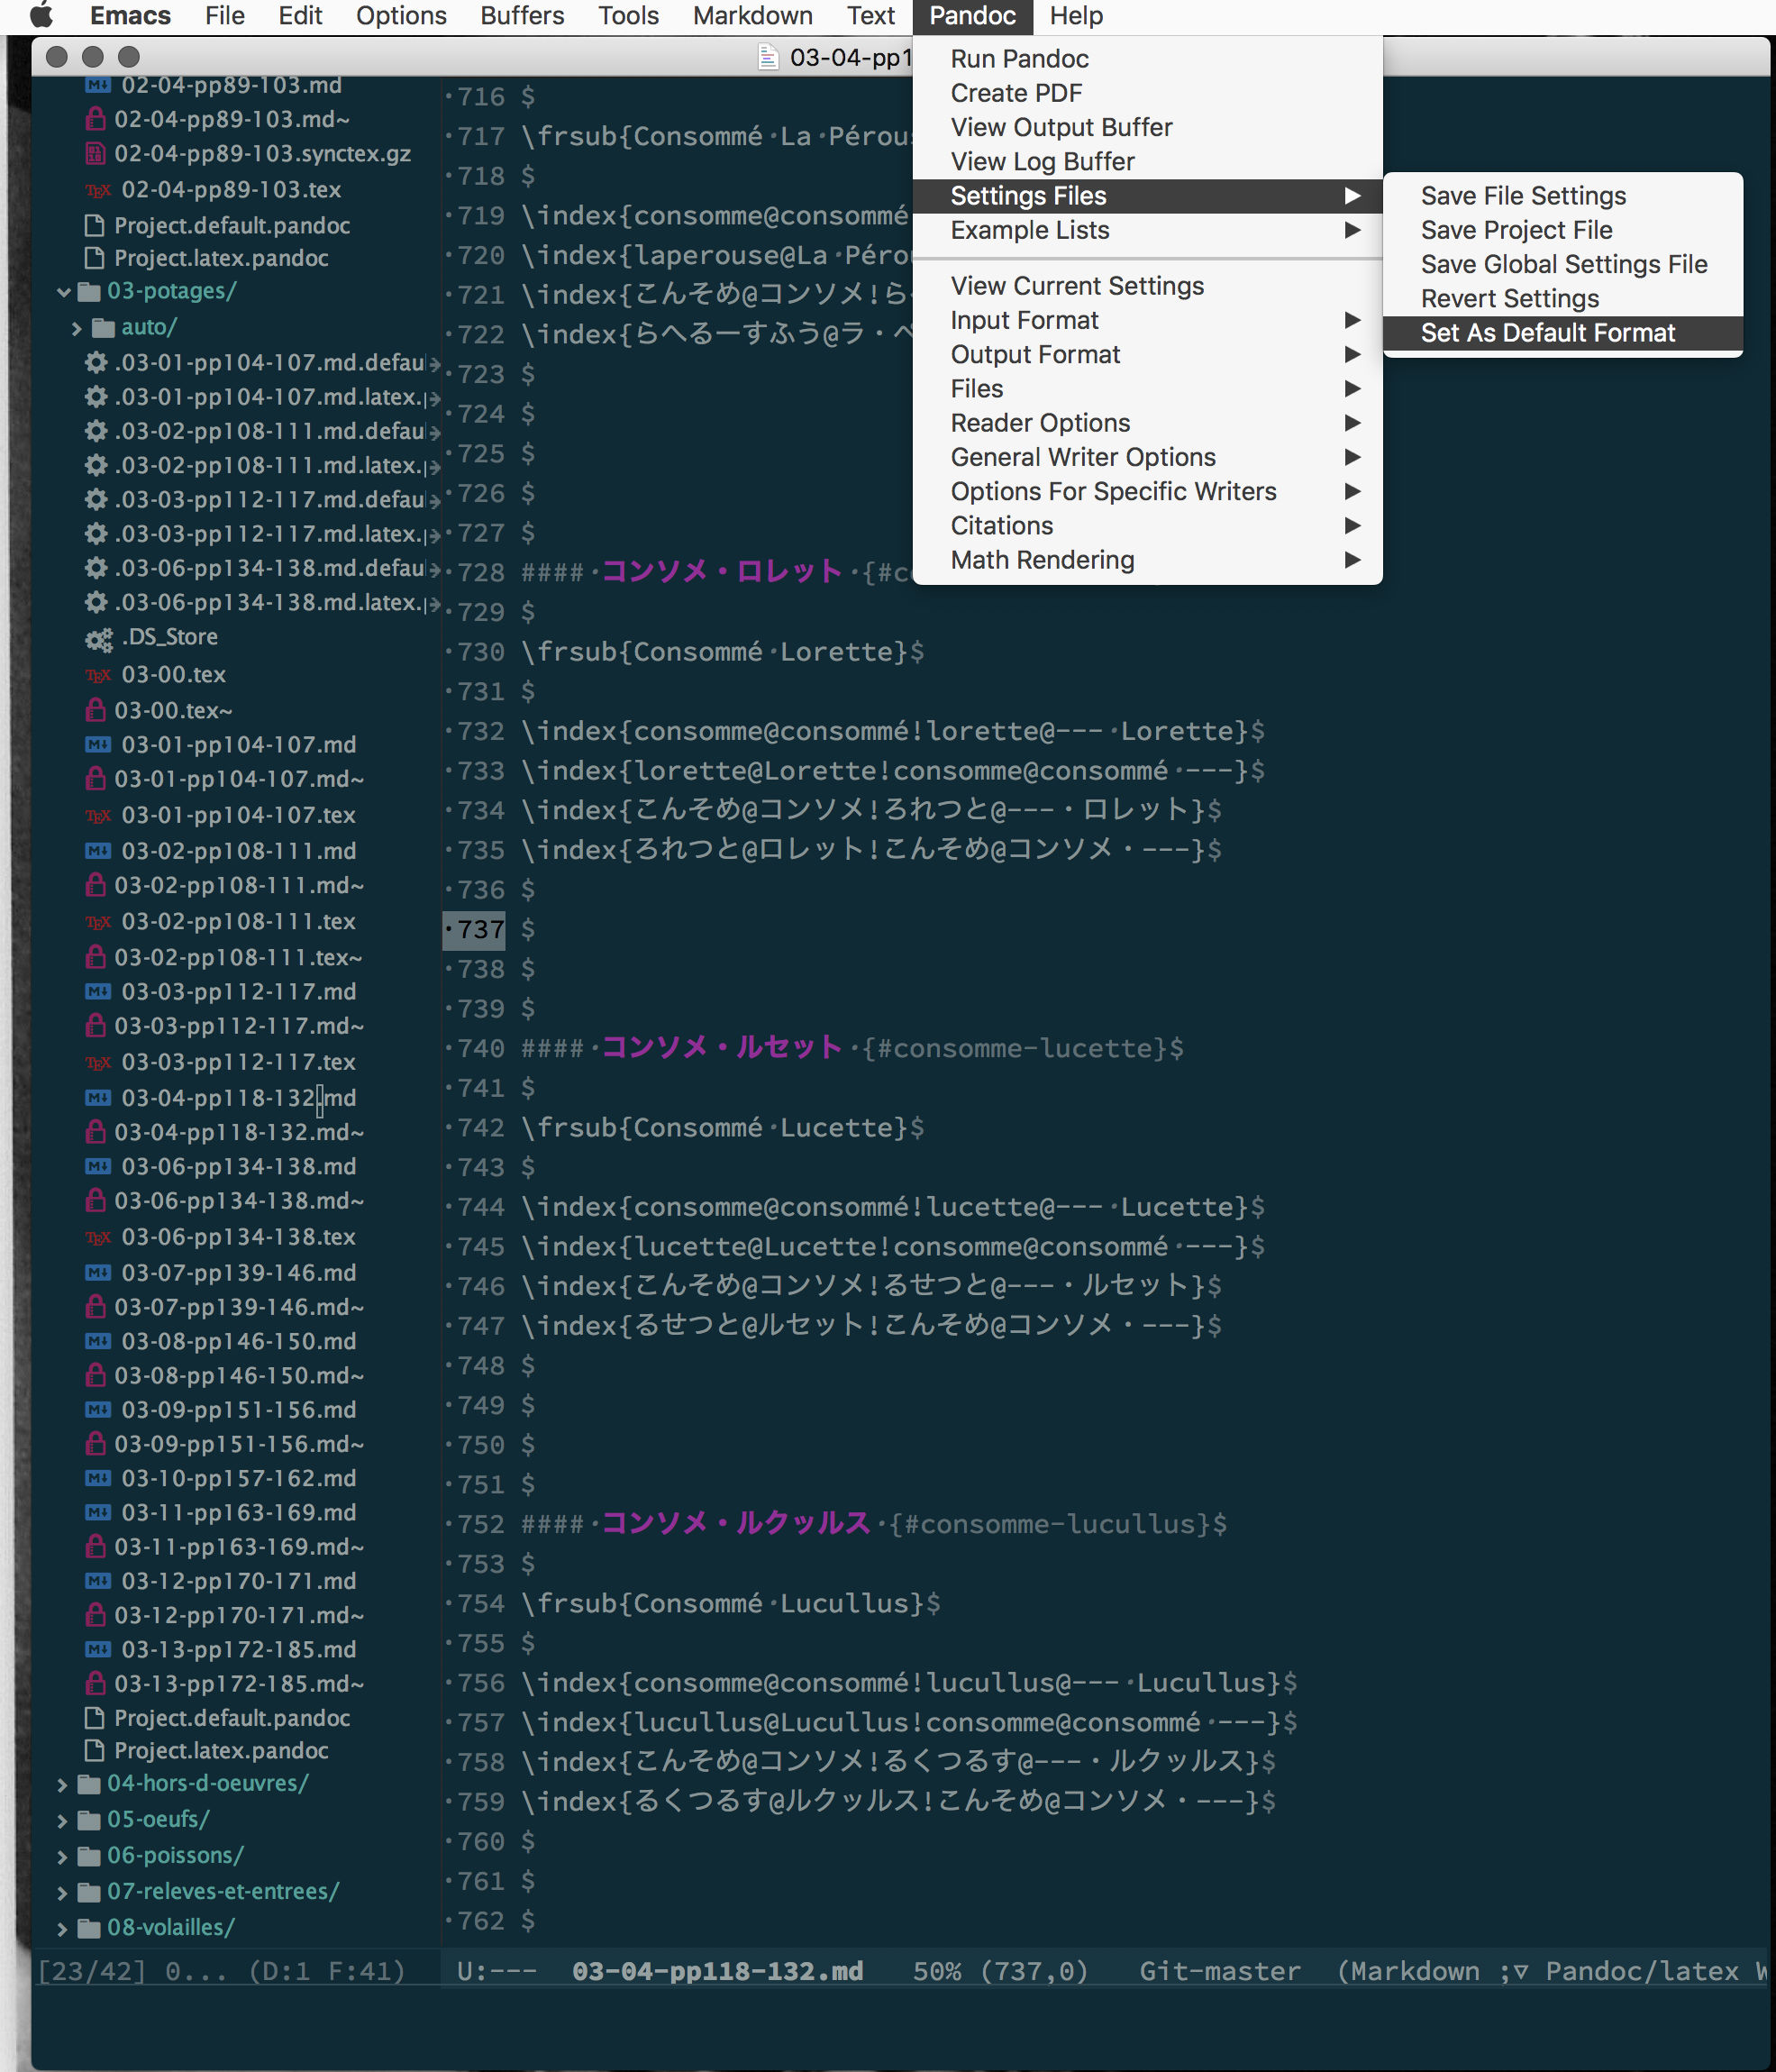 Emacs File Edit Options Buffers Tools Markdown Text Pandoc Help
03-04-pp1
Run Pandoc
Create PDF
View Output Buffer
View Log Buffer
Settings Files
Example Lists
View Current Settings
Input Format
Output Format
Files
Reader Options
General Writer Options
Options For Specific Writers
Citations
Math Rendering
Save File Settings
Save Project File
Save Global Settings File
Revert Settings
Set As Default Format
02-04-pp89-103.md
02-04-pp89-103.md~
02-04-pp89-103.synctex.gz
02-04-pp89-103.tex
Project.default.pandoc
Project.latex.pandoc
03-potages/
auto/
.03-01-pp104-107.md.defau
.03-01-pp104-107.md.latex.
.03-02-pp108-111.md.defau
.03-02-pp108-111.md.latex.
.03-03-pp112-117.md.defau
.03-03-pp112-117.md.latex.
.03-06-pp134-138.md.defau
.03-06-pp134-138.md.latex.
.DS_Store
03-00.tex
03-00.tex~
03-01-pp104-107.md
03-01-pp104-107.md~
03-01-pp104-107.tex
03-02-pp108-111.md
03-02-pp108-111.md~
03-02-pp108-111.tex
03-02-pp108-111.tex~
03-03-pp112-117.md
03-03-pp112-117.md~
03-03-pp112-117.tex
03-04-pp118-132.md
03-04-pp118-132.md~
03-06-pp134-138.md
03-06-pp134-138.md~
03-06-pp134-138.tex
03-07-pp139-146.md
03-07-pp139-146.md~
03-08-pp146-150.md
03-08-pp146-150.md~
03-09-pp151-156.md
03-09-pp151-156.md~
03-10-pp157-162.md
03-11-pp163-169.md
03-11-pp163-169.md~
03-12-pp170-171.md
03-12-pp170-171.md~
03-13-pp172-185.md
03-13-pp172-185.md~
Project.default.pandoc
Project.latex.pandoc
04-hors-d-oeuvres/
05-oeufs/
06-poissons/
07-releves-et-entrees/
08-volailles/
·716 $
·717 \frsub{Consommé·La·Pérous
·718 $
·719 \index{consomme@consommé
·720 \index{laperouse@La·Péro
·721 \index{こんそめ@コンソメ!ら
·722 \index{らへるーすふう@ラ・ペ
·723 $
·724 $
·725 $
·726 $
·727 $
·728 ####·コンソメ・ロレット·{#c
·729 $
·730 \frsub{Consommé·Lorette}$
·731 $
·732 \index{consomme@consommé!lorette@---·Lorette}$
·733 \index{lorette@Lorette!consomme@consommé·---}$
·734 \index{こんそめ@コンソメ!ろれつと@---・ロレット}$
·735 \index{ろれつと@ロレット!こんそめ@コンソメ・---}$
·736 $
·737 $
·738 $
·739 $
·740 ####·コンソメ・ルセット·{#consomme-lucette}$
·741 $
·742 \frsub{Consommé·Lucette}$
·743 $
·744 \index{consomme@consommé!lucette@---·Lucette}$
·745 \index{lucette@Lucette!consomme@consommé·---}$
·746 \index{こんそめ@コンソメ!るせつと@---・ルセット}$
·747 \index{るせつと@ルセット!こんそめ@コンソメ・---}$
·748 $
·749 $
·750 $
·751 $
·752 ####·コンソメ・ルクッルス·{#consomme-lucullus}$
·753 $
·754 \frsub{Consommé·Lucullus}$
·755 $
·756 \index{consomme@consommé!lucullus@---·Lucullus}$
·757 \index{lucullus@Lucullus!consomme@consommé·---}$
·758 \index{こんそめ@コンソメ!るくつるす@---・ルクッルス}$
·759 \index{るくつるす@ルクッルス!こんそめ@コンソメ・---}$
·760 $
·761 $
·762 $
[23/42] 0... (D:1 F:41) U:--- 03-04-pp118-132.md 50% (737,0) Git-master (Markdown ;▽ Pandoc/latex W